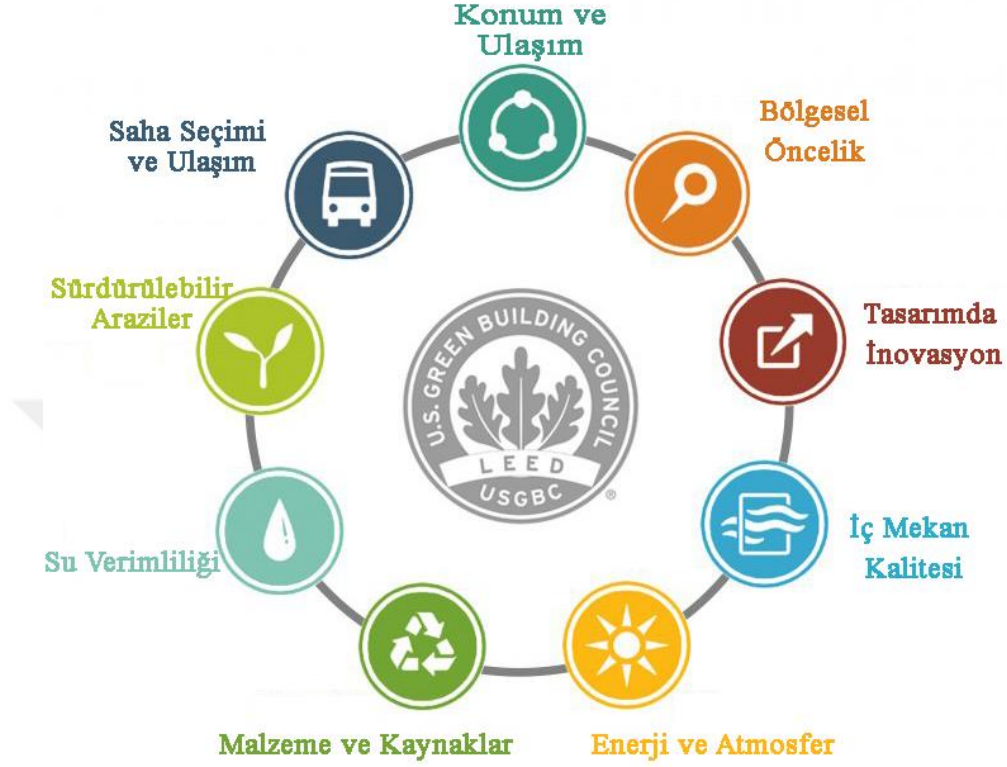 Konum ve
Ulaşım
Bölgesel
Öncelik
Saha Seçimi
ve Ulaşım
Sürdürülebilir
Araziler
Tasarımda
İnovasyon
U.S. GREEN BUILDING COUNCIL
LEED
USGBC
®
İç Mekan
Kalitesi
Su Verimliliği
Malzeme ve Kaynaklar
Enerji ve Atmosfer